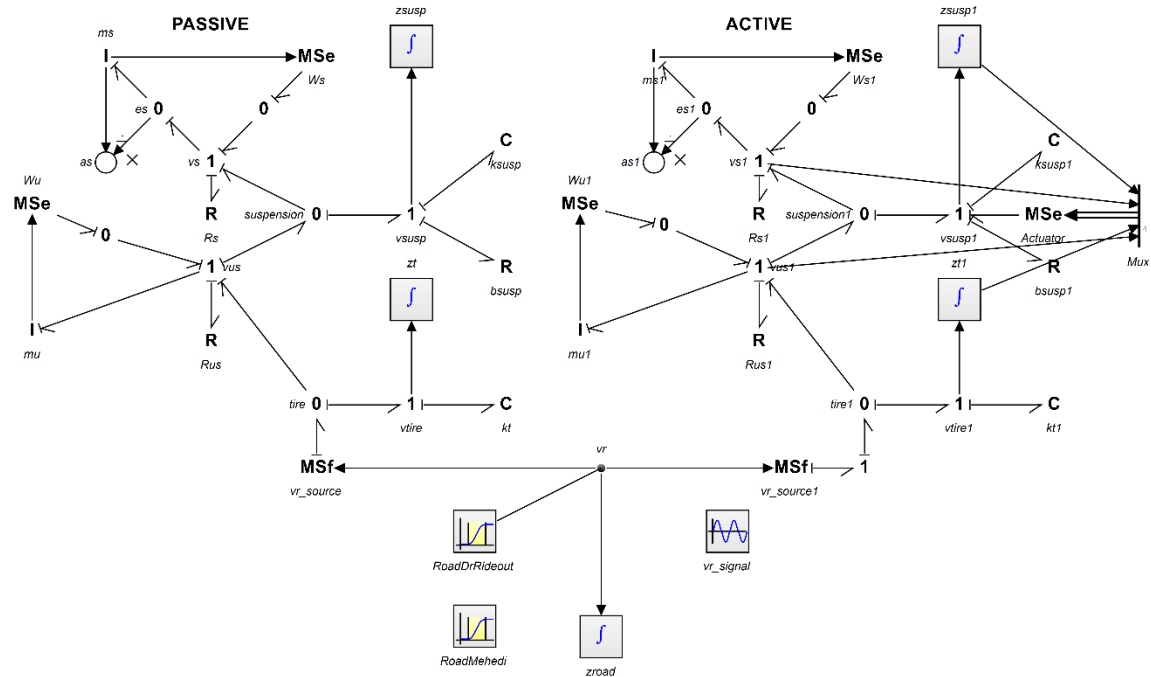 PASSIVE
ACTIVE
zsusp
zsusp1
ms
I
MSe
Ws
∫
I
ms1
MSe
Ws1
∫
es 0
0
es1 0
0
as
×
vs 1
C
ksusp
as1
×
vs1 1
C
ksusp1
Wu
MSe
R
Rs
suspension 0
1
vsusp
Wu1
MSe
R
Rs1
suspension1 0
1
vsusp1
MSe
Actuator
Mux
0
0
1 vus
zt
R
bsusp
1 vus1
zt1
R
bsusp1
∫
∫
I
mu
R
Rus
I
mu1
R
Rus1
tire 0
1
vtire
C
kt
tire1 0
1
vtire1
C
kt1
vr
MSf
vr_source
MSf
vr_source1
1
RoadDrRideout
vr_signal
RoadMehedi
∫
zroad